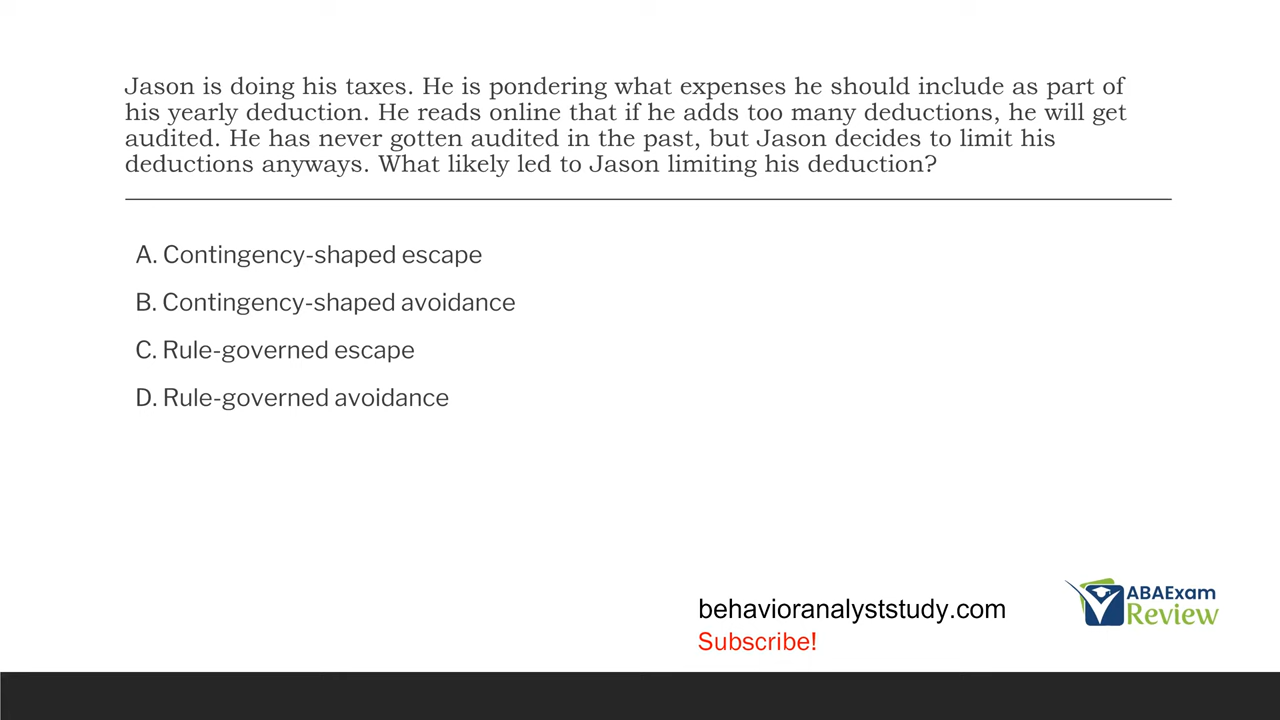 Jason is doing his taxes. He is pondering what expenses he should include as part of
his yearly deduction. He reads online that if he adds too many deductions, he will get
audited. He has never gotten audited in the past, but Jason decides to limit his
deductions anyways. What likely led to Jason limiting his deduction?
A. Contingency-shaped escape
B. Contingency-shaped avoidance
C. Rule-governed escape
D. Rule-governed avoidance
behavioranalyststudy.com
Subscribe!
ABAExam
Review